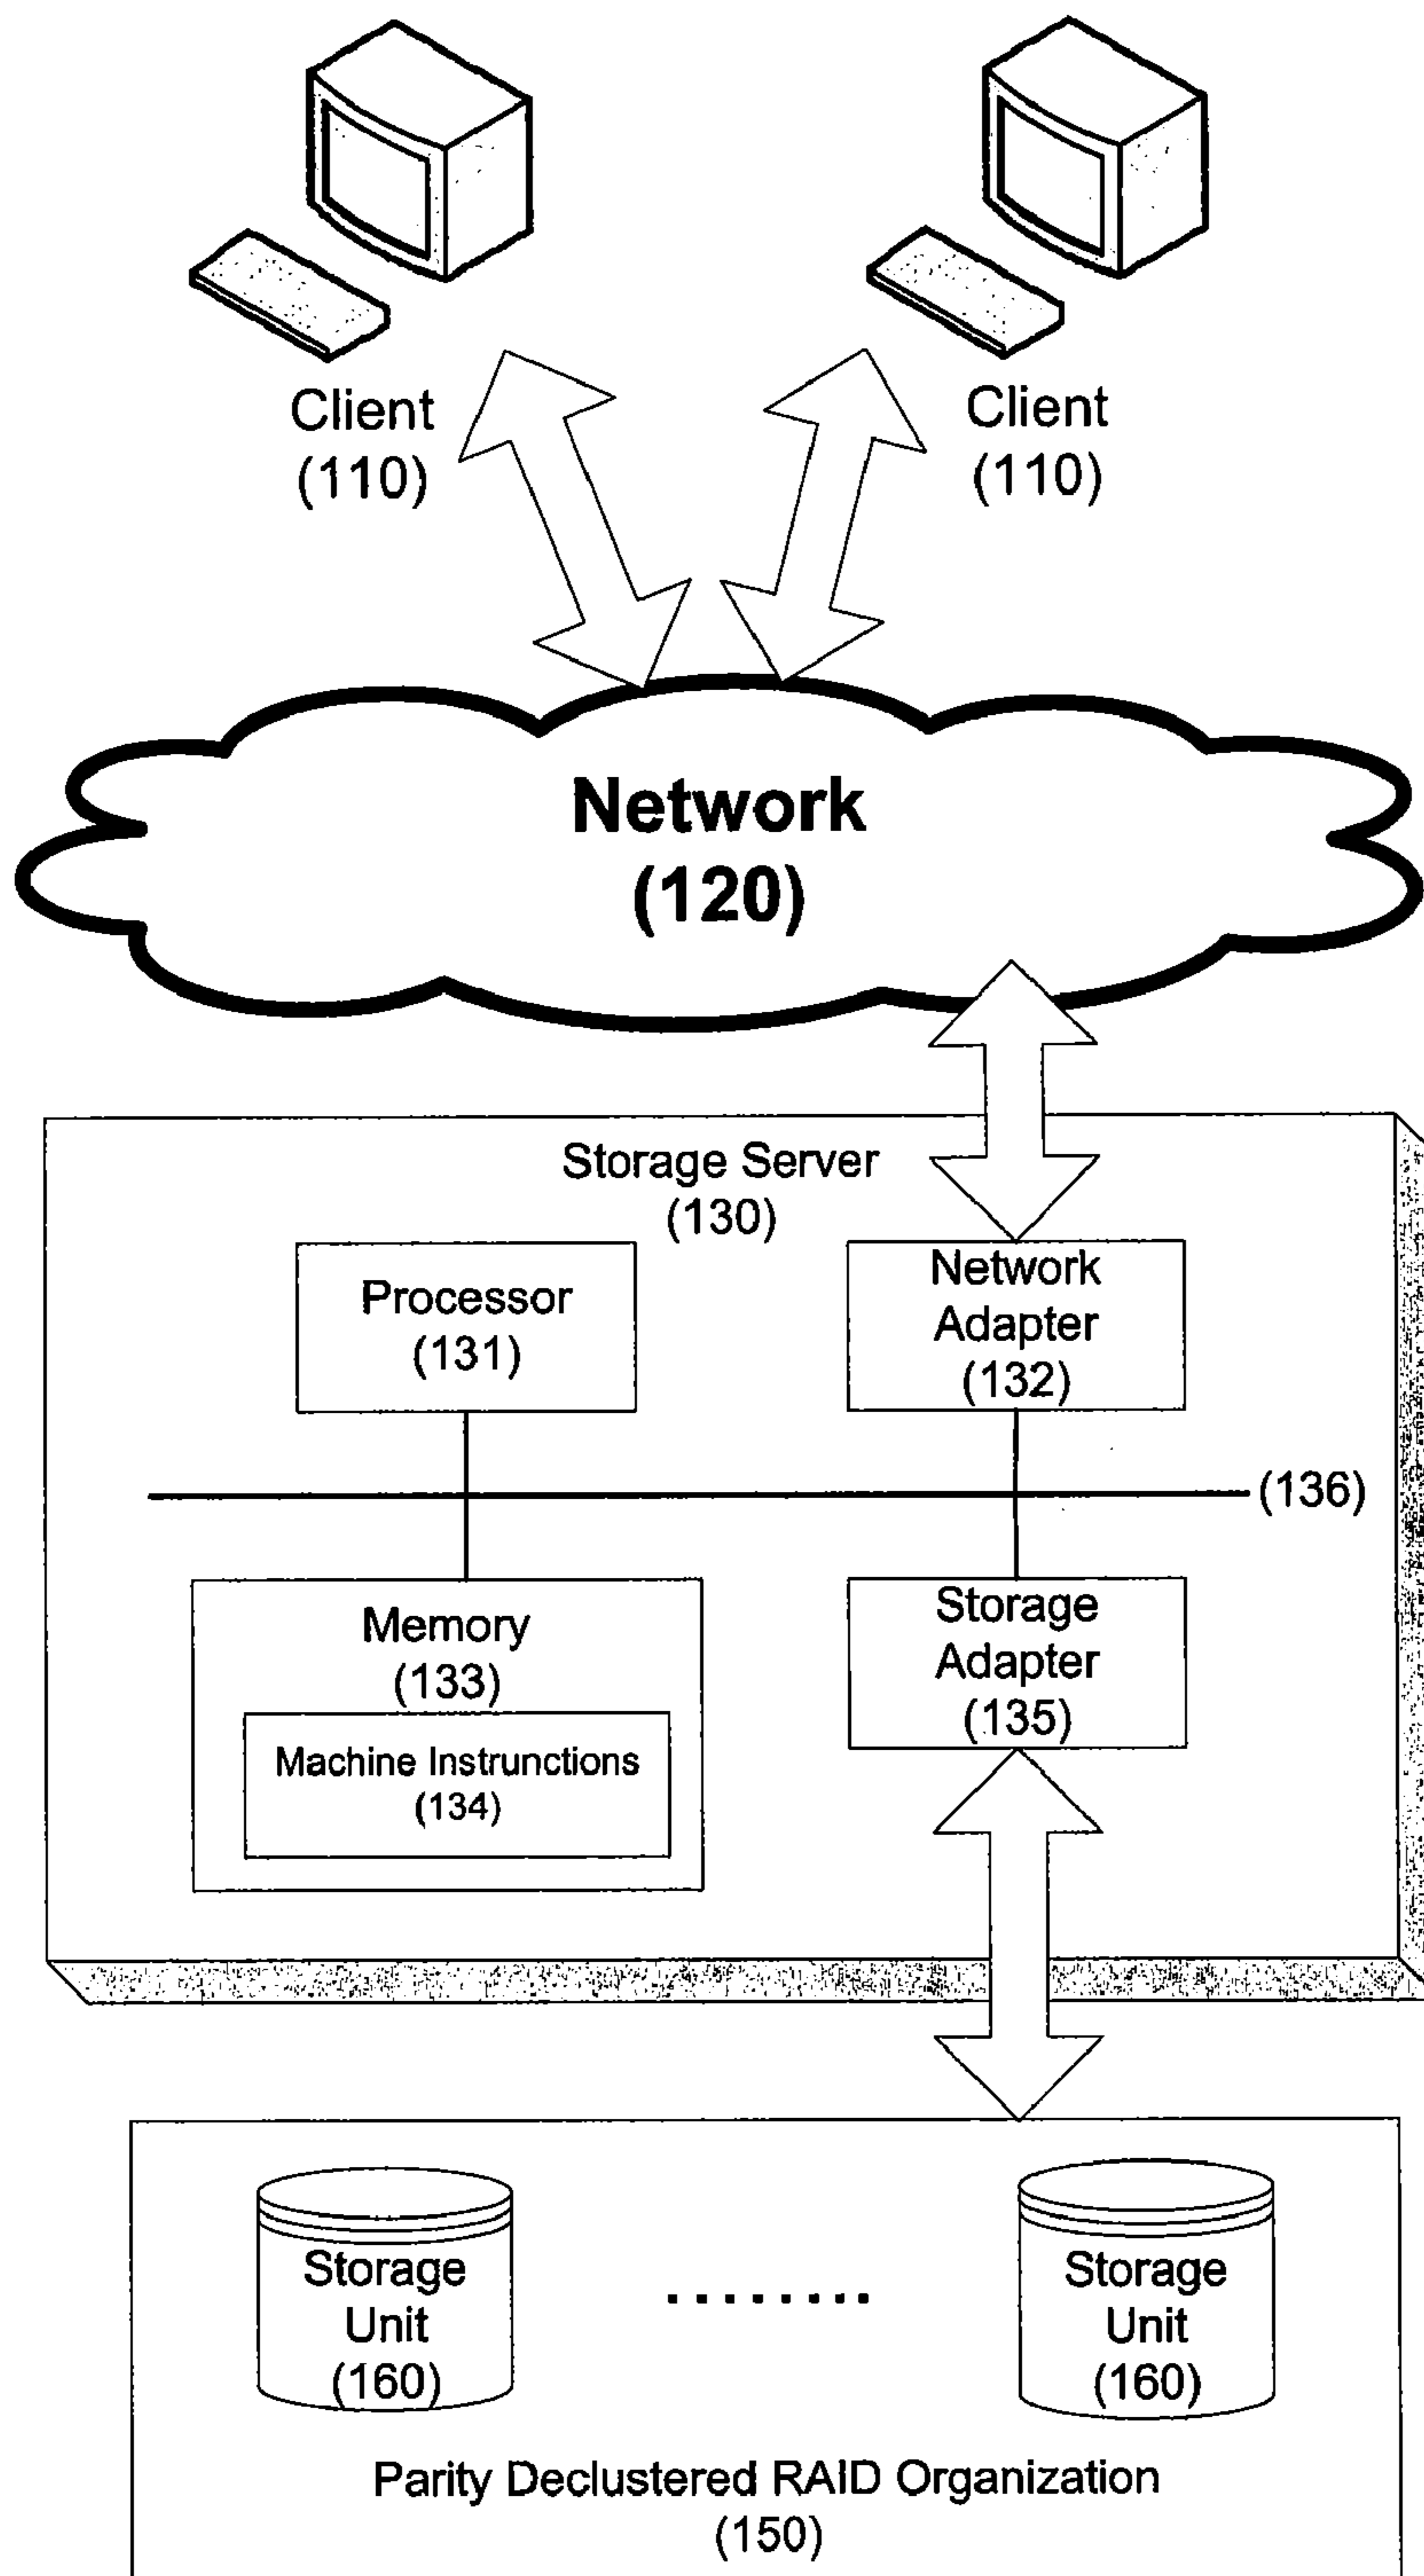 Client
(110)
Client
(110)
Network
(120)
Storage Server
(130)
Processor
(131)
Network
Adapter
(132)
(136)
Memory
(133)
Machine Instrunctions
(134)
Storage
Adapter
(135)
Storage
Unit
(160)
........
Storage
Unit
(160)
Parity Declustered RAID Organization
(150)